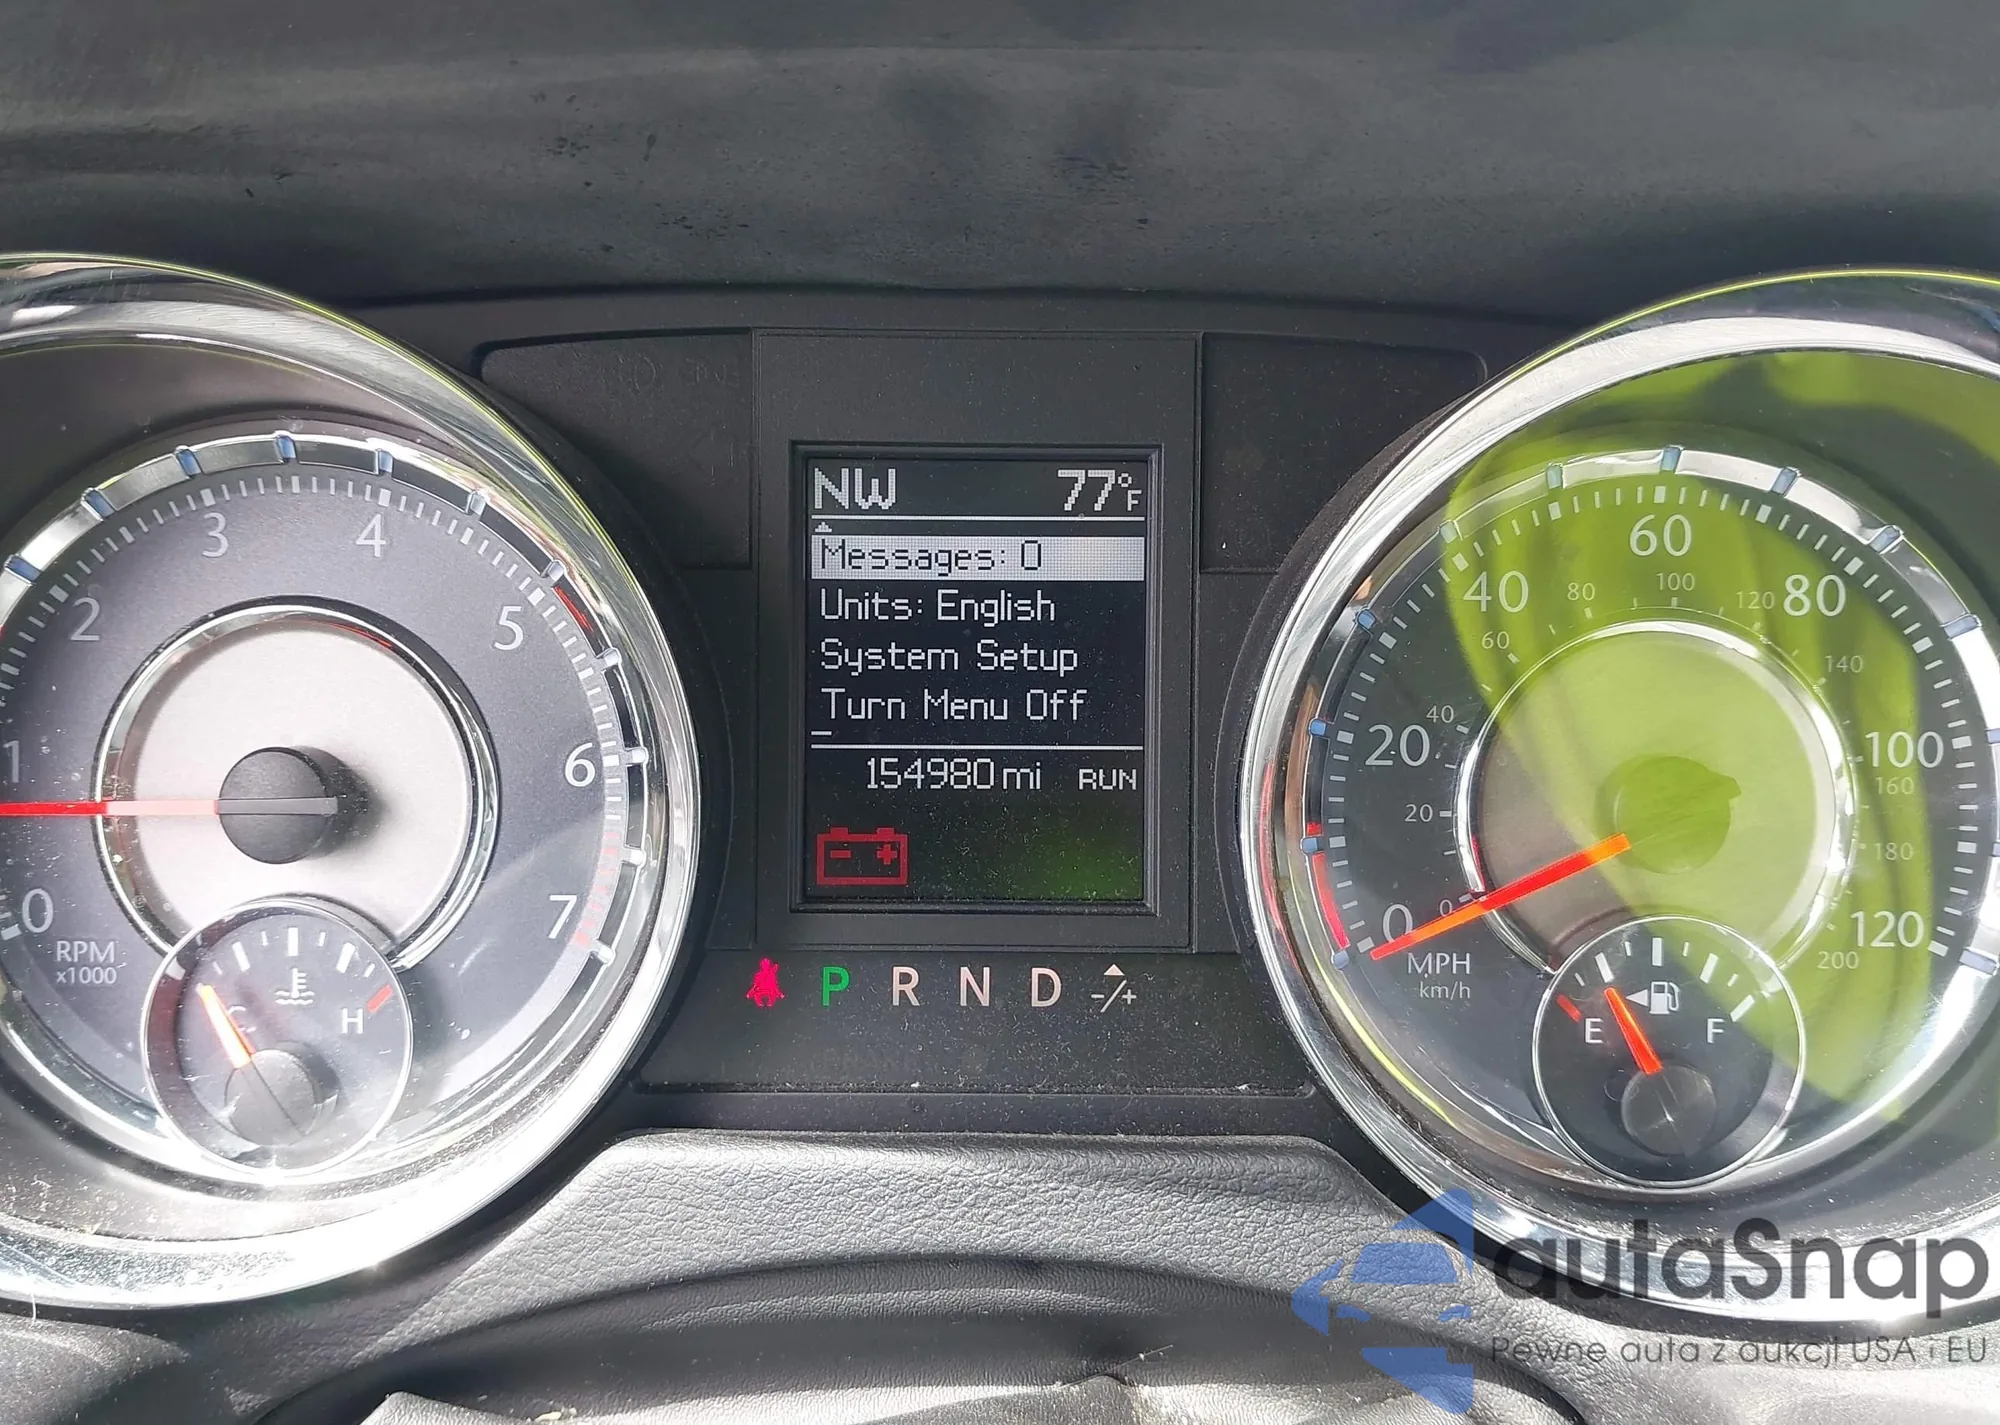 NW 77°F
Messages: 0
Units: English
System Setup
Turn Menu Off
154980 mi RUN
- +
P R N D -/+
0 1 2 3 4 5 6 7
RPM
x1000
C H
0 20 40 60 80 100 120
0 20 40 60 80 100 120 140 160 180 200
MPH
km/h
E F
autaSnap
Pewne auta z aukcji USA i EU